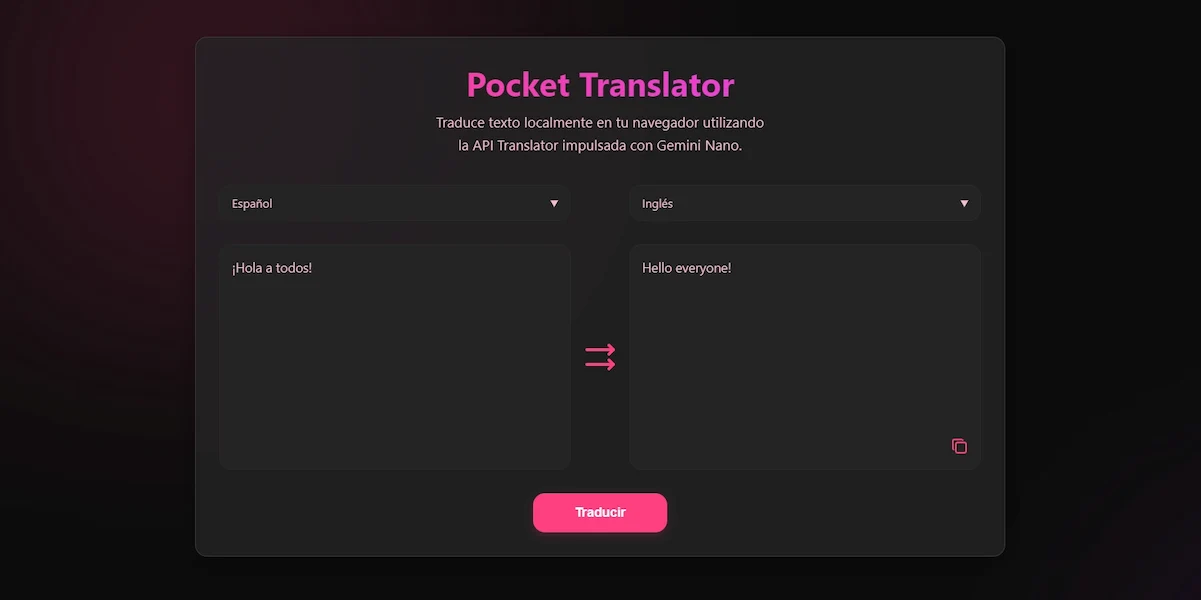 Pocket Translator
Traduce texto localmente en tu navegador utilizando
la API Translator impulsada con Gemini Nano.
Español
Inglés
¡Hola a todos!
Hello everyone!
Traducir